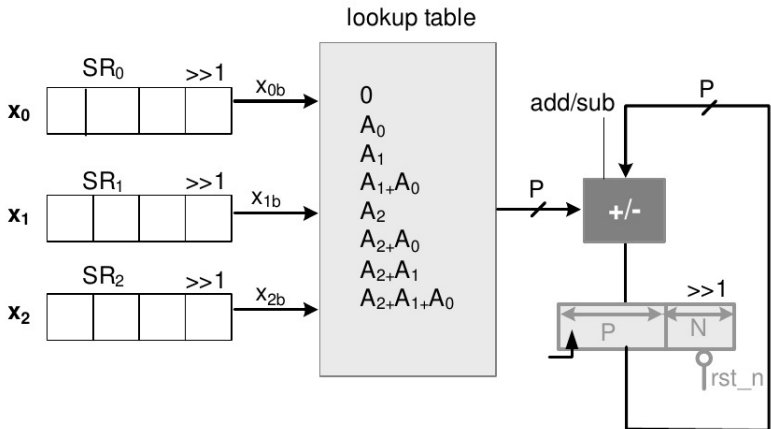 lookup table
SR₀ >>1
x₀
x₀b
SR₁ >>1
x₁
x₁b
SR₂ >>1
x₂
x₂b
0
A₀
A₁
A₁₊A₀
A₂
A₂₊A₀
A₂₊A₁
A₂₊A₁₊A₀
P
add/sub
P
+/-
>>1
P
N
rst_n